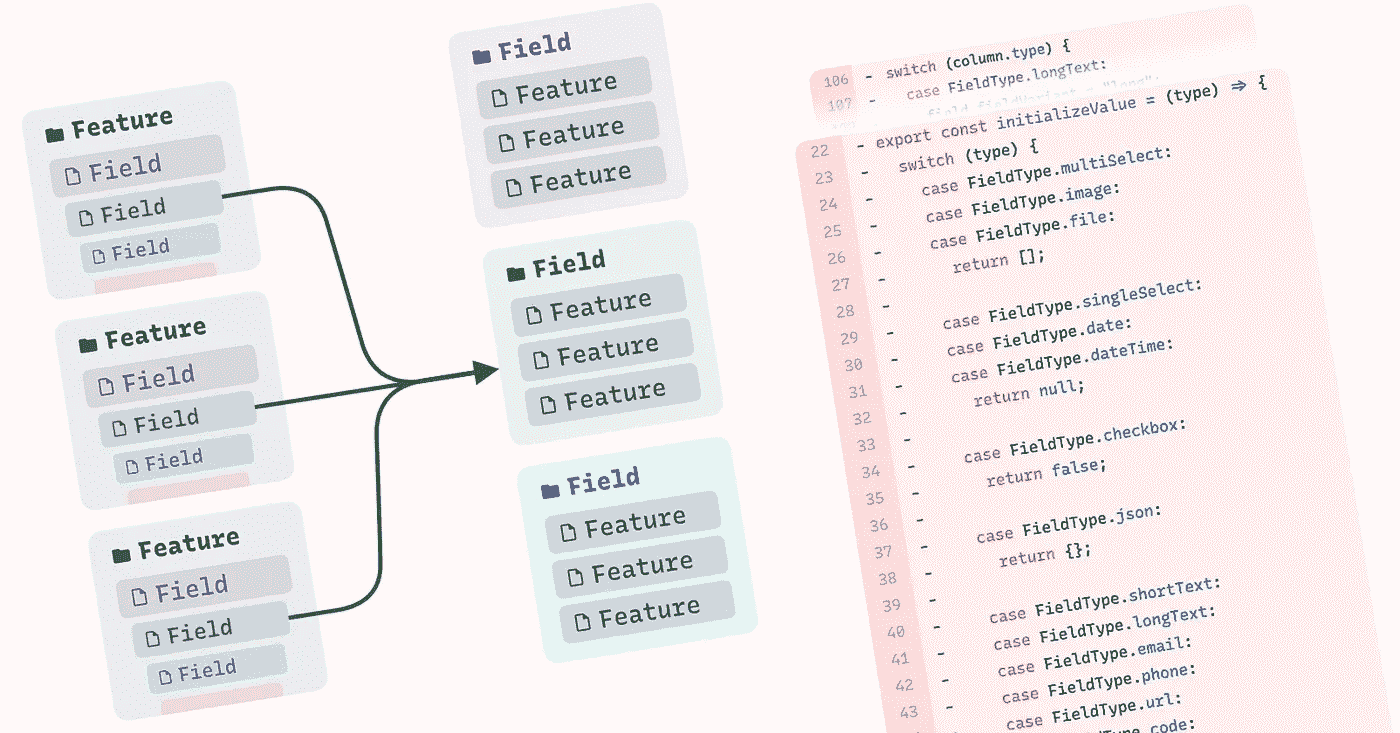 Feature
Field
Field
Field
Feature
Field
Field
Field
Feature
Field
Field
Field
Field
Feature
Feature
Feature
Field
Feature
Feature
Feature
Field
Feature
Feature
Feature
106 - switch (column.type) {
107 - case FieldType.longText:
22 - export const initializeValue = (type) ⇒ {
23 - switch (type) {
24 - case FieldType.multiSelect:
25 - case FieldType.image:
26 - case FieldType.file:
27 - return [];
28 -
29 - case FieldType.singleSelect:
30 - case FieldType.date:
31 - case FieldType.dateTime:
32 - return null;
33 -
34 - case FieldType.checkbox:
35 - return false;
36 -
37 - case FieldType.json:
38 - return {};
39 -
40 - case FieldType.shortText:
41 - case FieldType.longText:
42 - case FieldType.email:
43 - case FieldType.phone:
case FieldType.url:
.code: